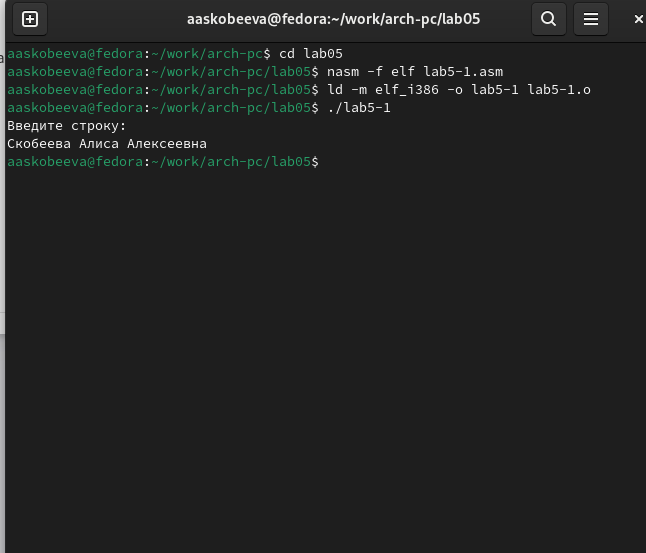 aaskobeeva@fedora:~/work/arch-pc/lab05
aaskobeeva@fedora:~/work/arch-pc$ cd lab05
aaskobeeva@fedora:~/work/arch-pc/lab05$ nasm -f elf lab5-1.asm
aaskobeeva@fedora:~/work/arch-pc/lab05$ ld -m elf_i386 -o lab5-1 lab5-1.o
aaskobeeva@fedora:~/work/arch-pc/lab05$ ./lab5-1
Введите строку:
Скобеева Алиса Алексеевна
aaskobeeva@fedora:~/work/arch-pc/lab05$